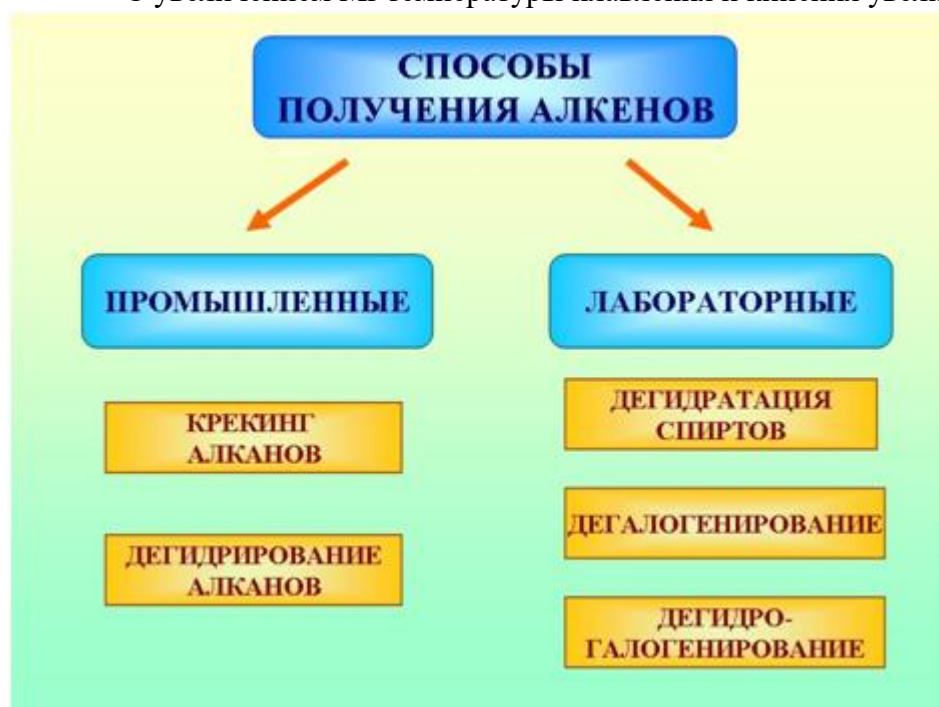 СПОСОБЫ
ПОЛУЧЕНИЯ АЛКЕНОВ
ПРОМЫШЛЕННЫЕ
ЛАБОРАТОРНЫЕ
КРЕКИНГ
АЛКАНОВ
ДЕГИДРИРОВАНИЕ
АЛКАНОВ
ДЕГИДРАТАЦИЯ
СПИРТОВ
ДЕГАЛОГЕНИРОВАНИЕ
ДЕГИДРО-
ГАЛОГЕНИРОВАНИЕ